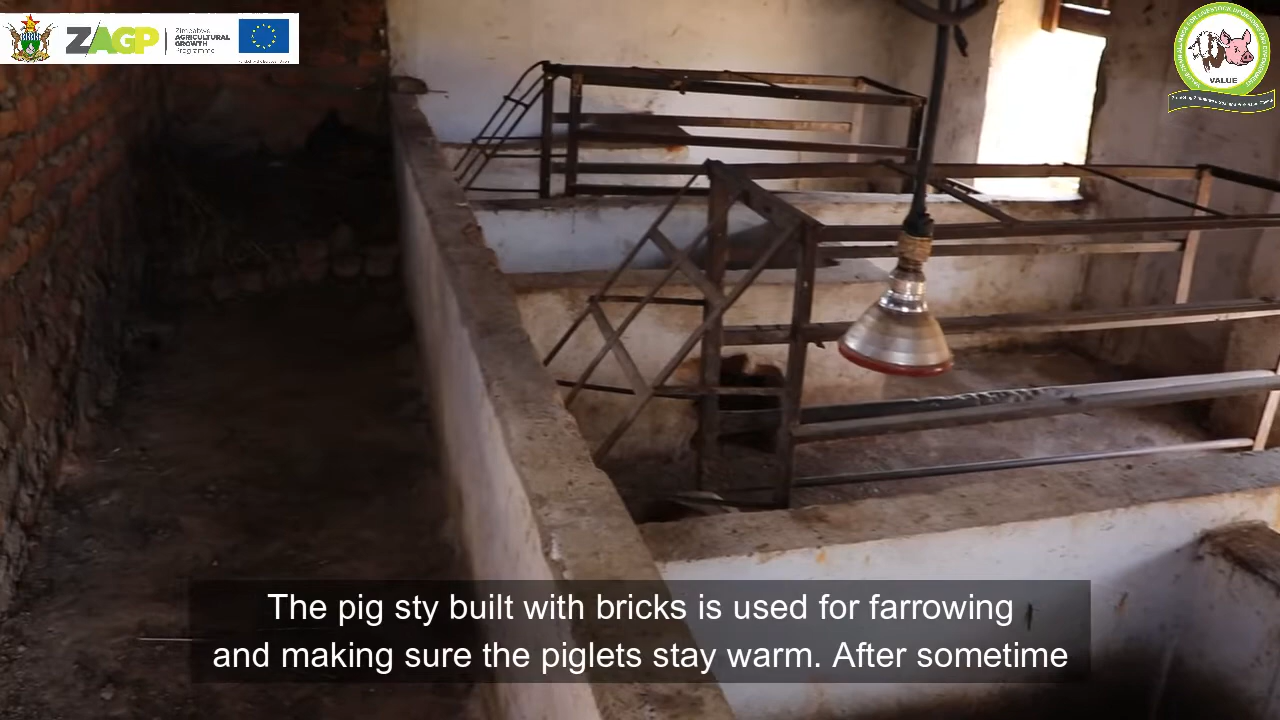 ZAGP
Zimbabwe
AGRICULTURAL
GROWTH
Programme
VALUE
The pig sty built with bricks is used for farrowing
and making sure the piglets stay warm. After sometime